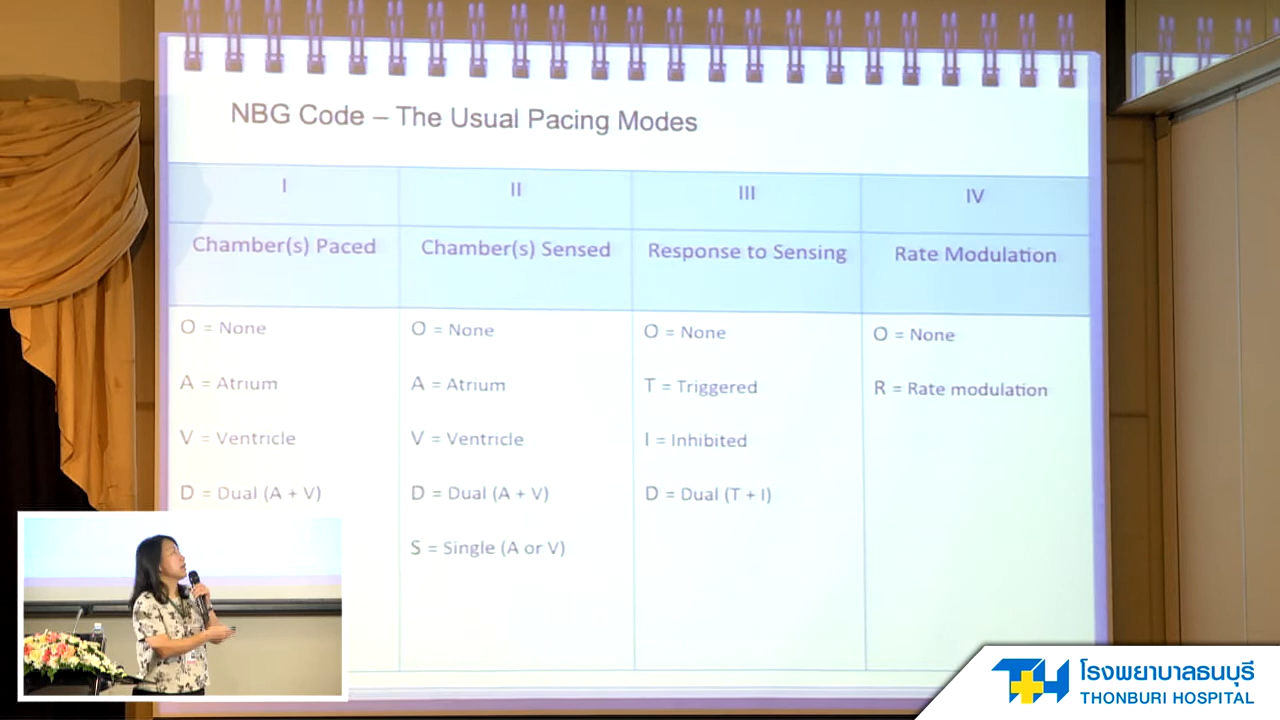 NBG Code – The Usual Pacing Modes
I II III IV
Chamber(s) Paced Chamber(s) Sensed Response to Sensing Rate Modulation
O = None O = None O = None O = None
A = Atrium A = Atrium T = Triggered R = Rate modulation
V = Ventricle V = Ventricle I = Inhibited
D = Dual (A + V) D = Dual (A + V) D = Dual (T + I)
S = Single (A or V)
TH
โรงพยาบาลธนบุรี
THONBURI HOSPITAL